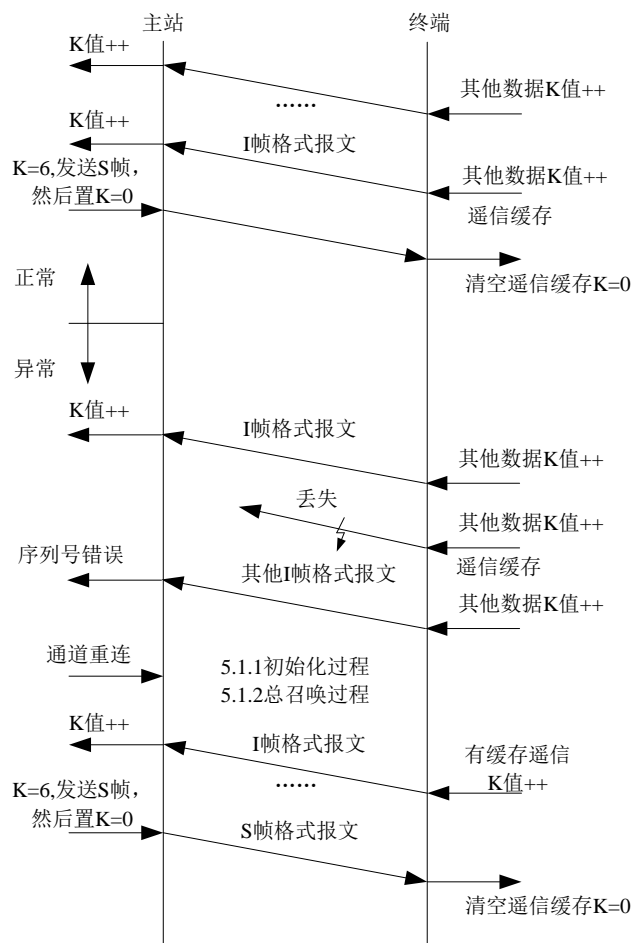 主站
终端
K值++
其他数据K值++
……
K值++
I帧格式报文
K=6,发送S帧，
然后置K=0
其他数据K值++
遥信缓存
清空遥信缓存K=0
正常
异常
K值++
I帧格式报文
其他数据K值++
丢失
其他数据K值++
遥信缓存
序列号错误
其他I帧格式报文
其他数据K值++
通道重连
5.1.1初始化过程
5.1.2总召唤过程
K值++
I帧格式报文
有缓存遥信
K值++
……
K=6,发送S帧，
然后置K=0
S帧格式报文
清空遥信缓存K=0